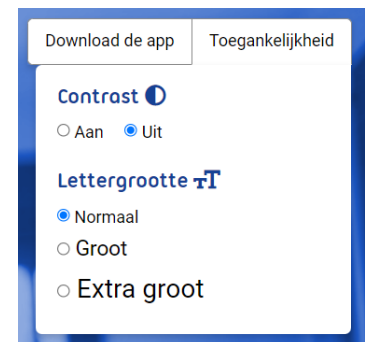 Download de app
Toegankelijkheid
Contrast
Aan
Uit
Lettergrootte
Normaal
Groot
Extra groot